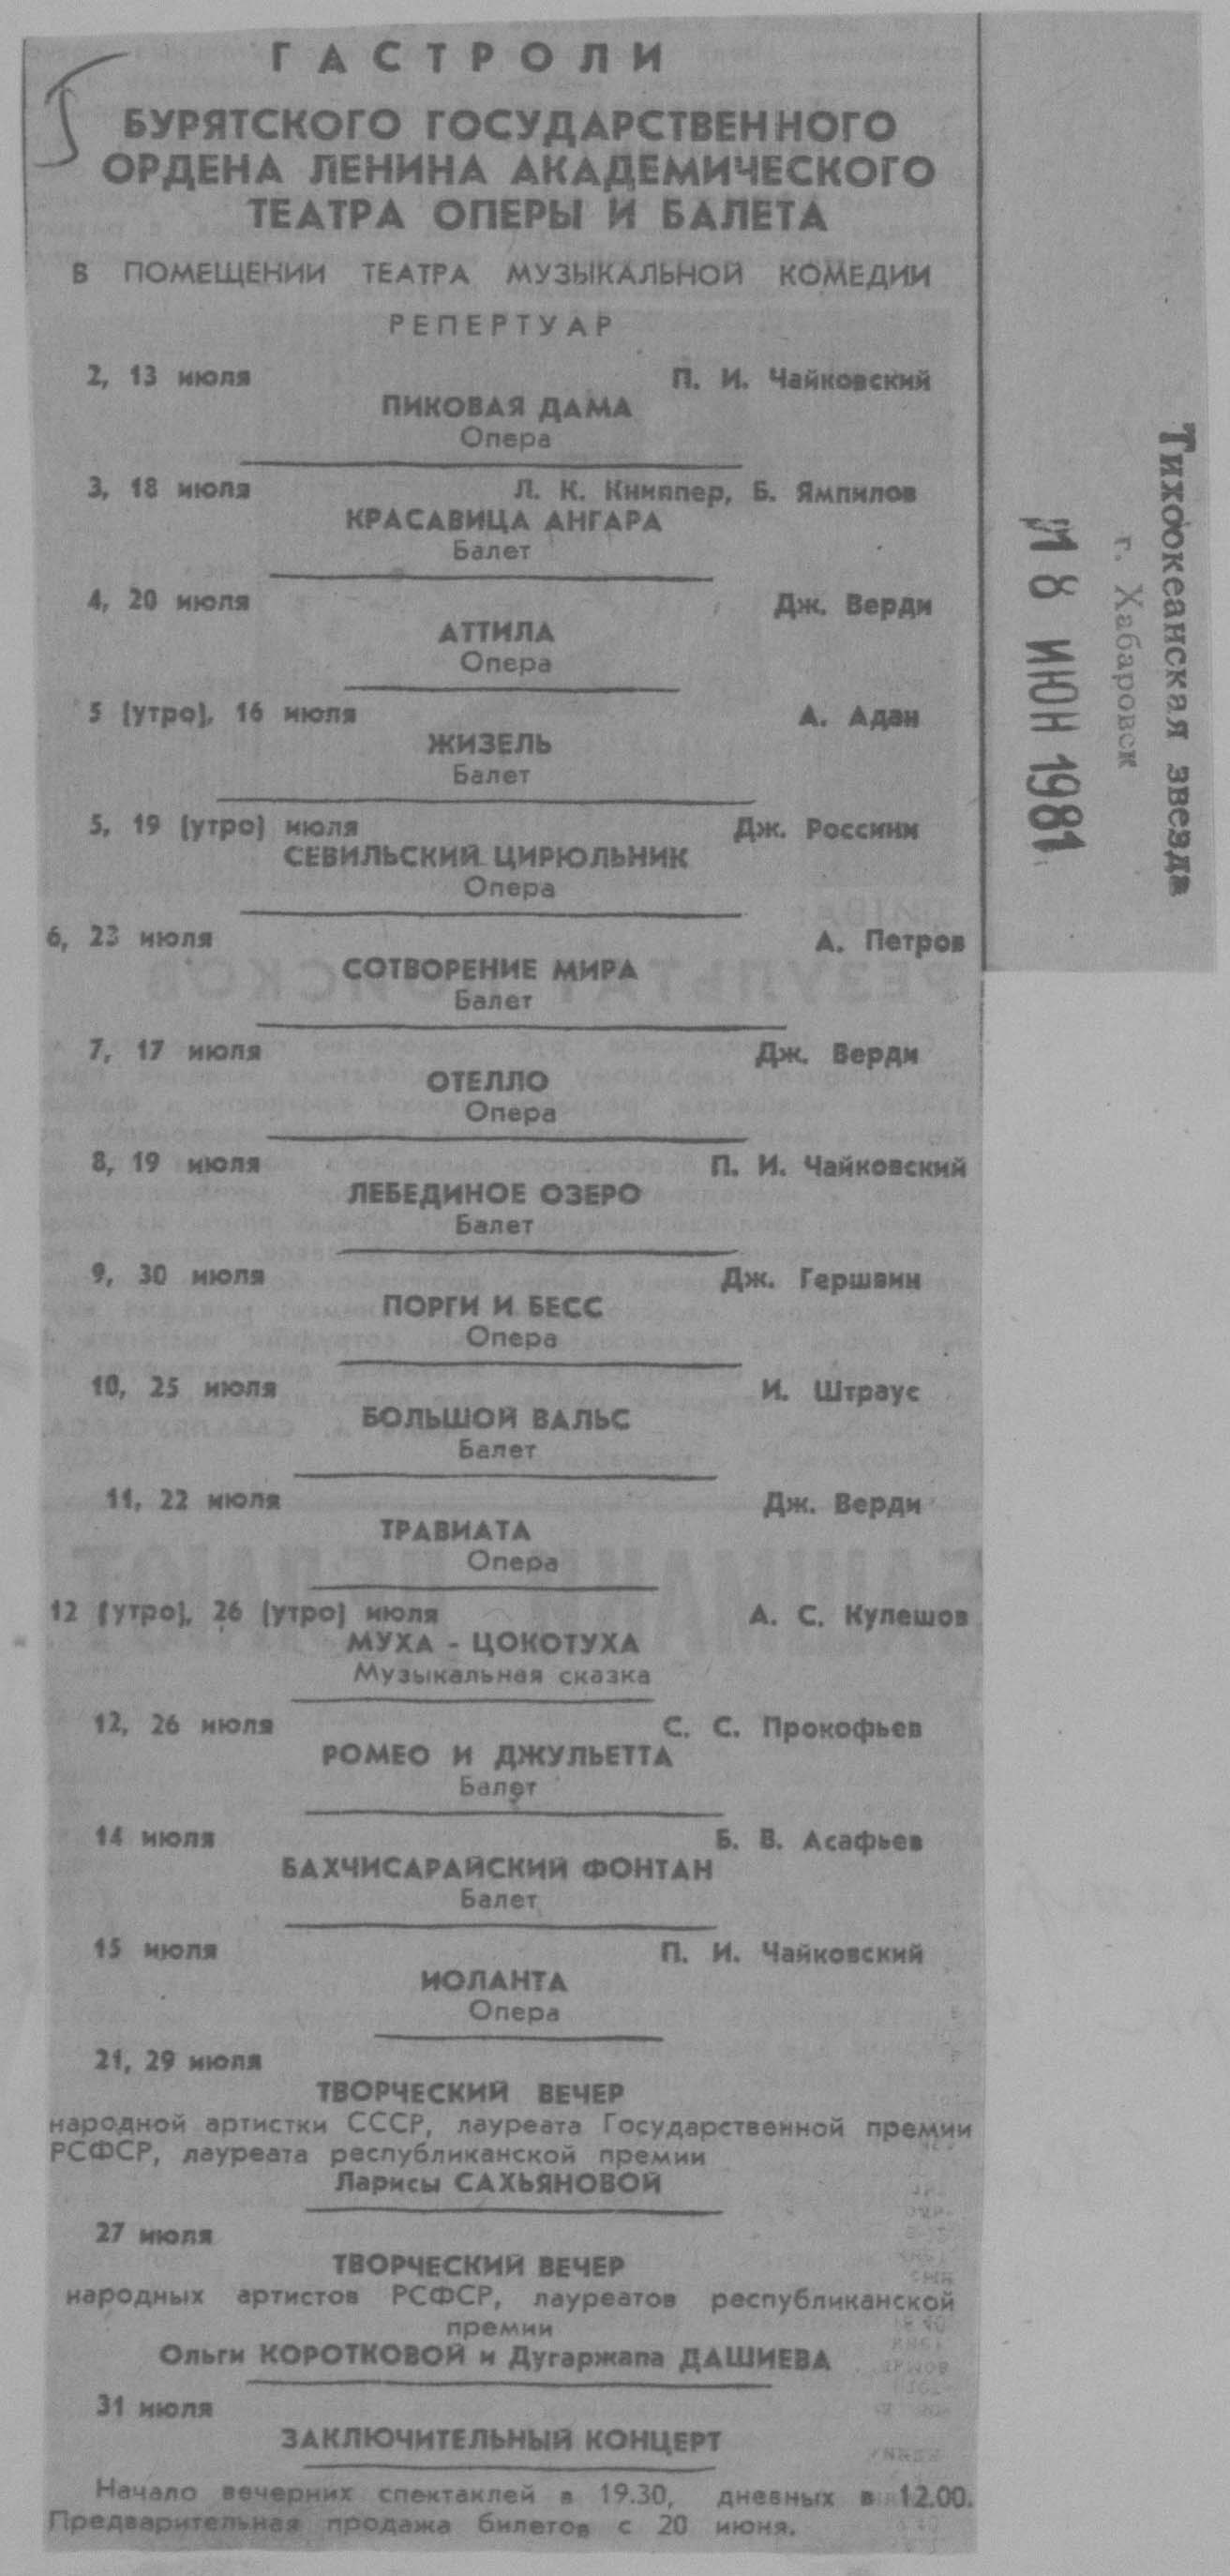 ГАСТРОЛИ
БУРЯТСКОГО ГОСУДАРСТВЕННОГО
ОРДЕНА ЛЕНИНА АКАДЕМИЧЕСКОГО
ТЕАТРА ОПЕРЫ И БАЛЕТА
В ПОМЕЩЕНИИ ТЕАТРА МУЗЫКАЛЬНОЙ КОМЕДИИ
РЕПЕРТУАР
2, 13 июля П. И. Чайковский
ПИКОВАЯ ДАМА
Опера
3, 18 июля Л. К. Книппер, Б. Ямпилов
КРАСАВИЦА АНГАРА
Балет
4, 20 июля Дж. Верди
АТТИЛА
Опера
5 (утро), 16 июля А. Адан
ЖИЗЕЛЬ
Балет
5, 19 (утро) июля Дж. Россини
СЕВИЛЬСКИЙ ЦИРЮЛЬНИК
Опера
6, 23 июля А. Петров
СОТВОРЕНИЕ МИРА
Балет
7, 17 июля Дж. Верди
ОТЕЛЛО
Опера
8, 19 июля П. И. Чайковский
ЛЕБЕДИНОЕ ОЗЕРО
Балет
9, 30 июля Дж. Гершвин
ПОРГИ И БЕСС
Опера
10, 25 июля И. Штраус
БОЛЬШОЙ ВАЛЬС
Балет
11, 22 июля Дж. Верди
ТРАВИАТА
Опера
12 (утро), 26 (утро) июля А. С. Кулешов
МУХА - ЦОКОТУХА
Музыкальная сказка
12, 26 июля С. С. Прокофьев
РОМЕО И ДЖУЛЬЕТТА
Балет
14 июля Б. В. Асафьев
БАХЧИСАРАЙСКИЙ ФОНТАН
Балет
15 июля П. И. Чайковский
ИОЛАНТА
Опера
21, 29 июля
ТВОРЧЕСКИЙ ВЕЧЕР
народной артистки СССР, лауреата Государственной премии
РСФСР, лауреата республиканской премии
Ларисы САХЬЯНОВОЙ
27 июля
ТВОРЧЕСКИЙ ВЕЧЕР
народных артистов РСФСР, лауреатов республиканской
премии
Ольги КОРОТКОВОЙ и Дугаржапа ДАШИЕВА
31 июля
ЗАКЛЮЧИТЕЛЬНЫЙ КОНЦЕРТ
Начало вечерних спектаклей в 19.30, дневных в 12.00.
Предварительная продажа билетов с 20 июня.
Тихоокеанская звезда
г. Хабаровск
18 ИЮН 1981